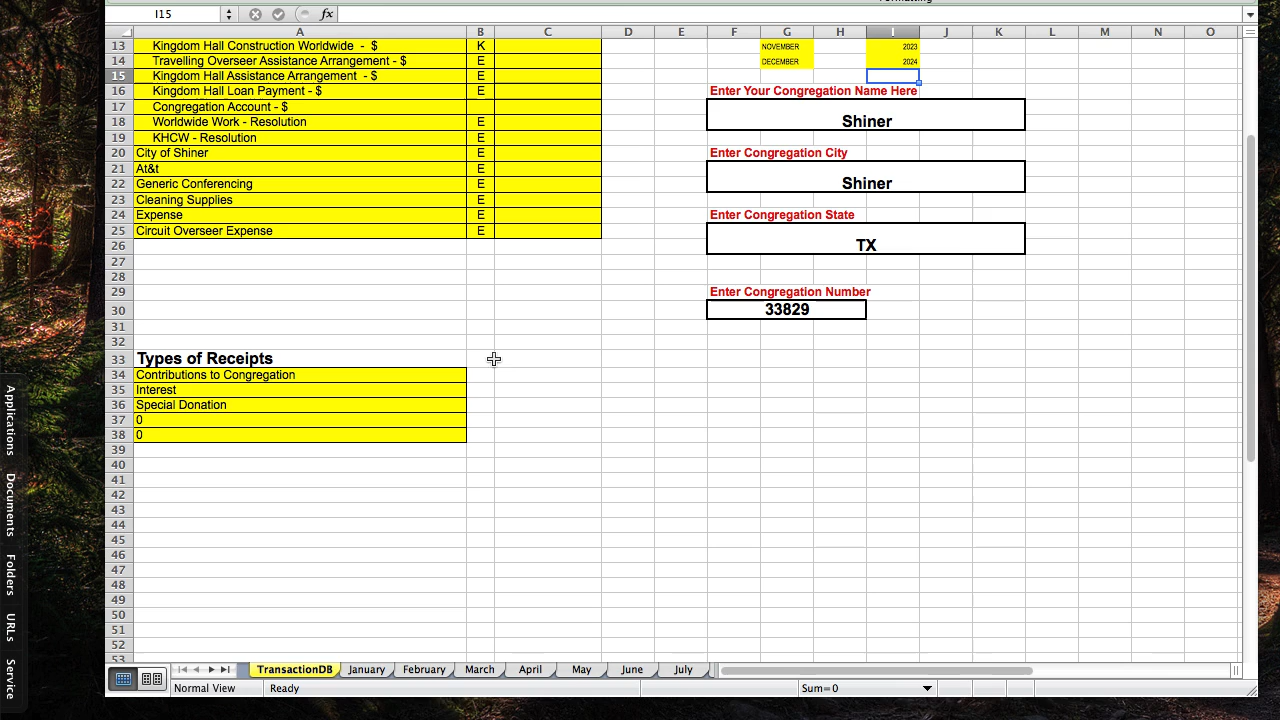 I15
fx
A B C D E F G H I J K L M N O
13 Kingdom Hall Construction Worldwide - $ K NOVEMBER 2023
14 Travelling Overseer Assistance Arrangement - $ E DECEMBER 2024
15 Kingdom Hall Assistance Arrangement - $ E
16 Kingdom Hall Loan Payment - $ E Enter Your Congregation Name Here
17 Congregation Account - $
18 Worldwide Work - Resolution E Shiner
19 KHCW - Resolution E
20 City of Shiner E Enter Congregation City
21 At&t E
22 Generic Conferencing E Shiner
23 Cleaning Supplies E
24 Expense E Enter Congregation State
25 Circuit Overseer Expense E
26 TX
27
28
29 Enter Congregation Number
30 33829
31
32
33 Types of Receipts
34 Contributions to Congregation
35 Interest
36 Special Donation
37 0
38 0
39
40
41
42
43
44
45
46
47
48
49
50
51
52
53
TransactionDB January February March April May June July
Normal View Ready Sum=0
Applications
Documents
Folders
URLs
Service